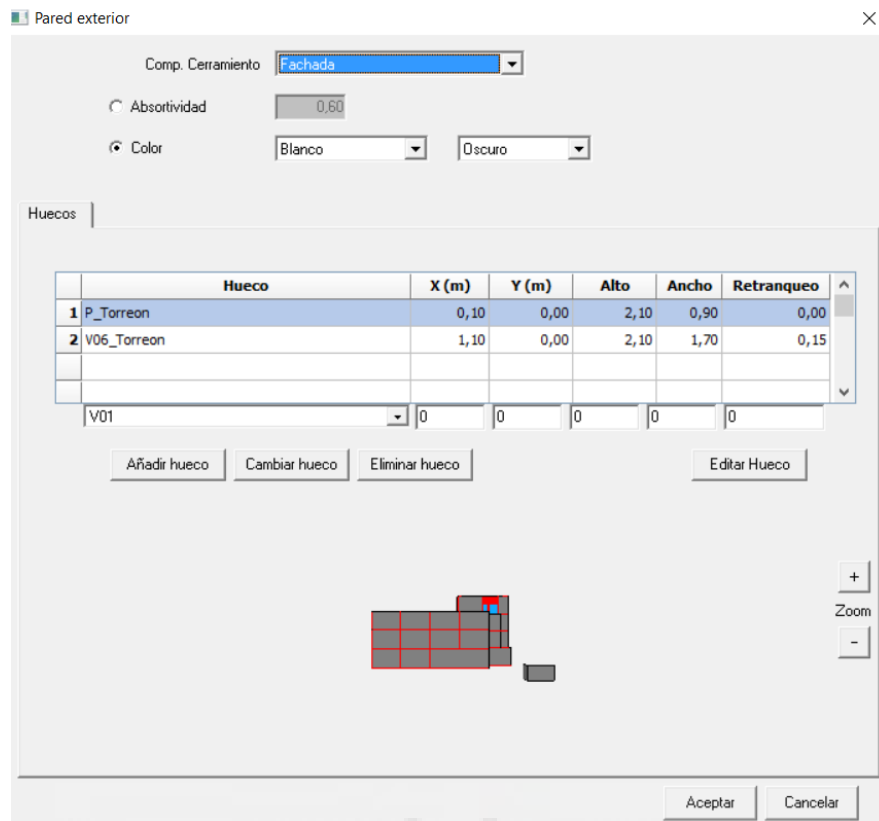 Pared exterior
Comp. Cerramiento Fachada
Absortividad 0,60
Color Blanco Oscuro
Huecos
Hueco X (m) Y (m) Alto Ancho Retranqueo
1 P_Torreon 0,10 0,00 2,10 0,90 0,00
2 V06_Torreon 1,10 0,00 2,10 1,70 0,15
V01 0 0 0 0 0
Añadir hueco Cambiar hueco Eliminar hueco Editar Hueco
+
Zoom
-
Aceptar Cancelar